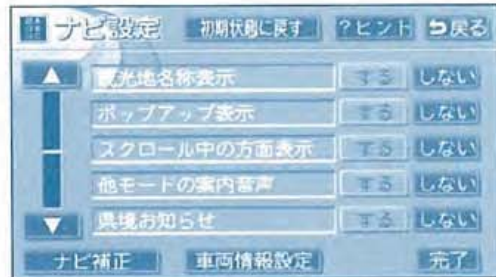 ナビ設定 初期状態に戻す ?ヒント 戻る
観光地名称表示 する しない
ポップアップ表示 する しない
スクロール中の方面表示 する しない
他モードの案内音声 する しない
県境お知らせ する しない
ナビ補正 車両情報設定 完了